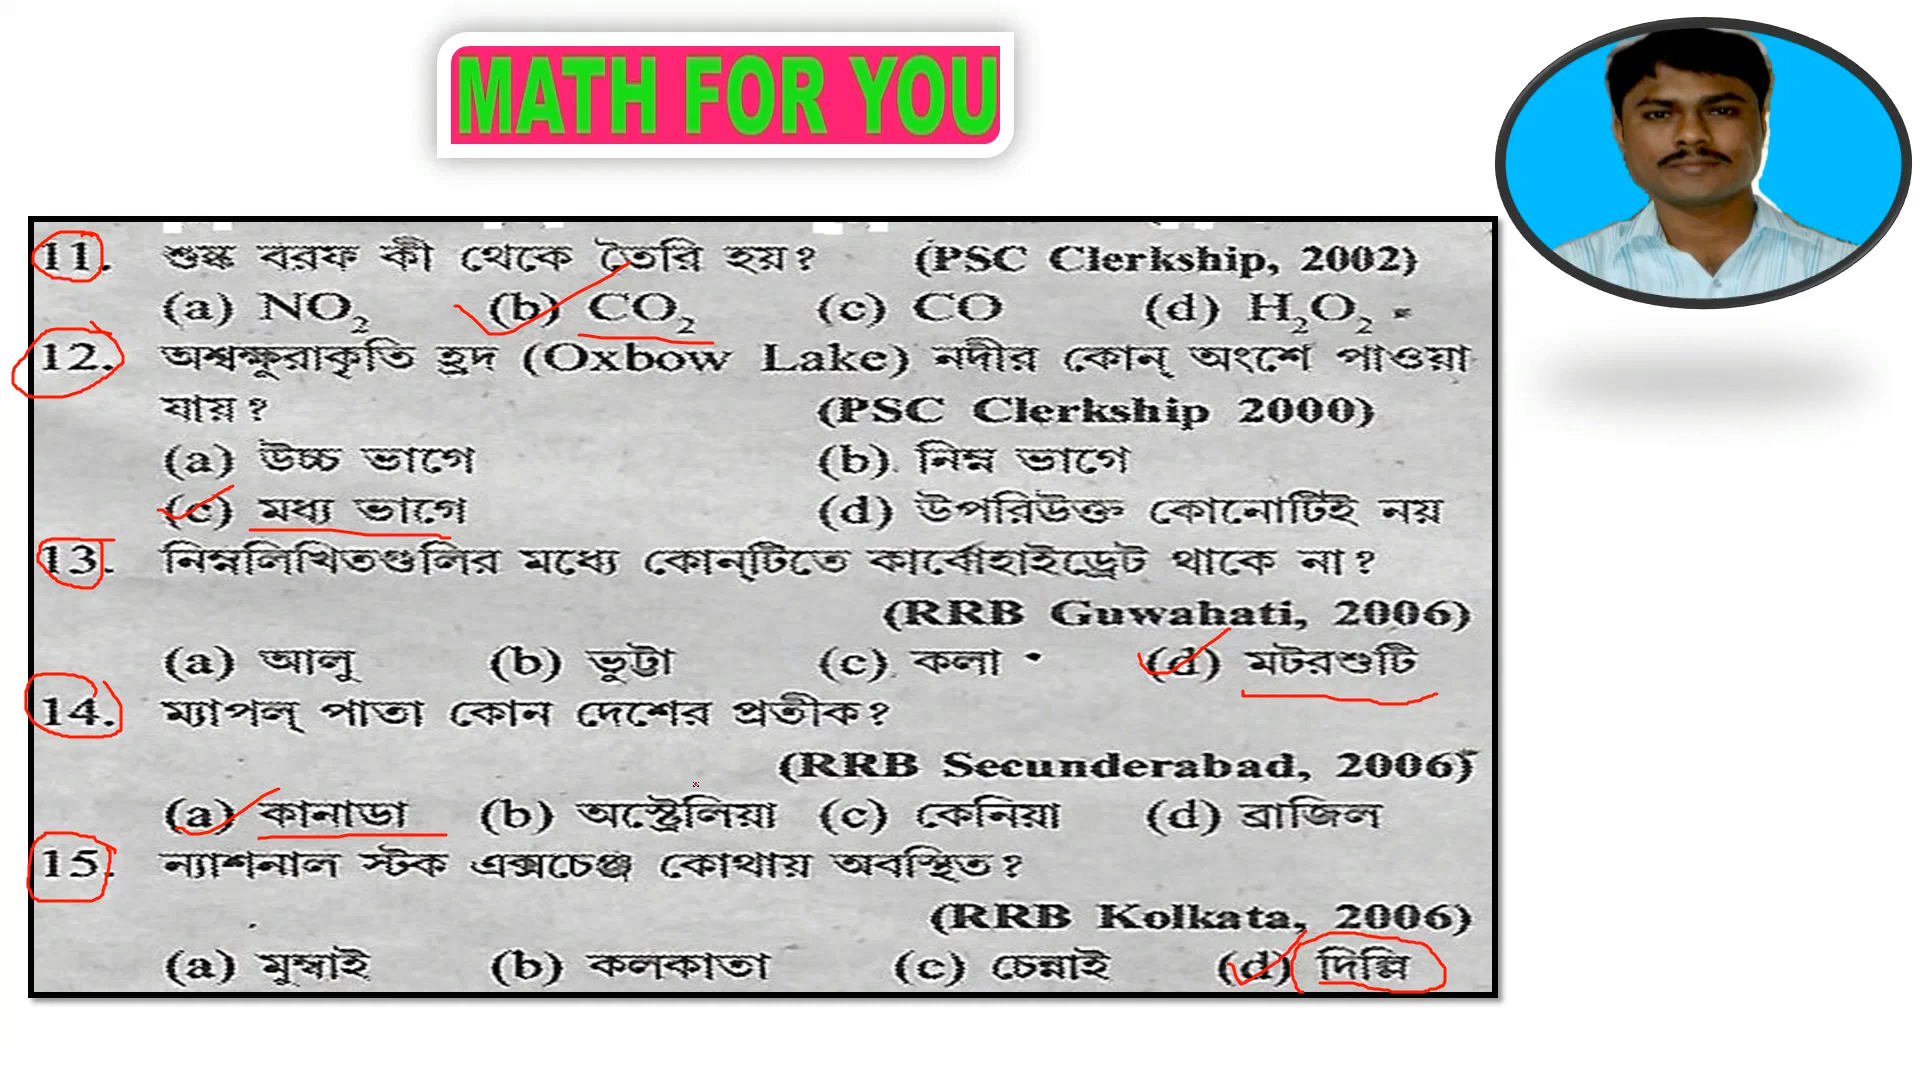 MATH FOR YOU
11. শুষ্ক বরফ কী থেকে তৈরি হয়? (PSC Clerkship, 2002)
(a) NO₂ (b) CO₂ (c) CO (d) H₂O₂
12. অশ্বক্ষুরাকৃতি হ্রদ (Oxbow Lake) নদীর কোন্ অংশে পাওয়া
যায়? (PSC Clerkship 2000)
(a) উচ্চ ভাগে (b) নিম্ন ভাগে
(c) মধ্য ভাগে (d) উপরিউক্ত কোনোটিই নয়
13. নিম্নলিখিতগুলির মধ্যে কোন্‌টিতে কার্বোহাইড্রেট থাকে না?
(RRB Guwahati, 2006)
(a) আলু (b) ভুট্টা (c) কলা (d) মটরশুটি
14. ম্যাপল্ পাতা কোন দেশের প্রতীক?
(RRB Secunderabad, 2006)
(a) কানাডা (b) অস্ট্রেলিয়া (c) কেনিয়া (d) ব্রাজিল
15. ন্যাশনাল স্টক এক্সচেঞ্জ কোথায় অবস্থিত?
(RRB Kolkata, 2006)
(a) মুম্বাই (b) কলকাতা (c) চেন্নাই (d) দিল্লি